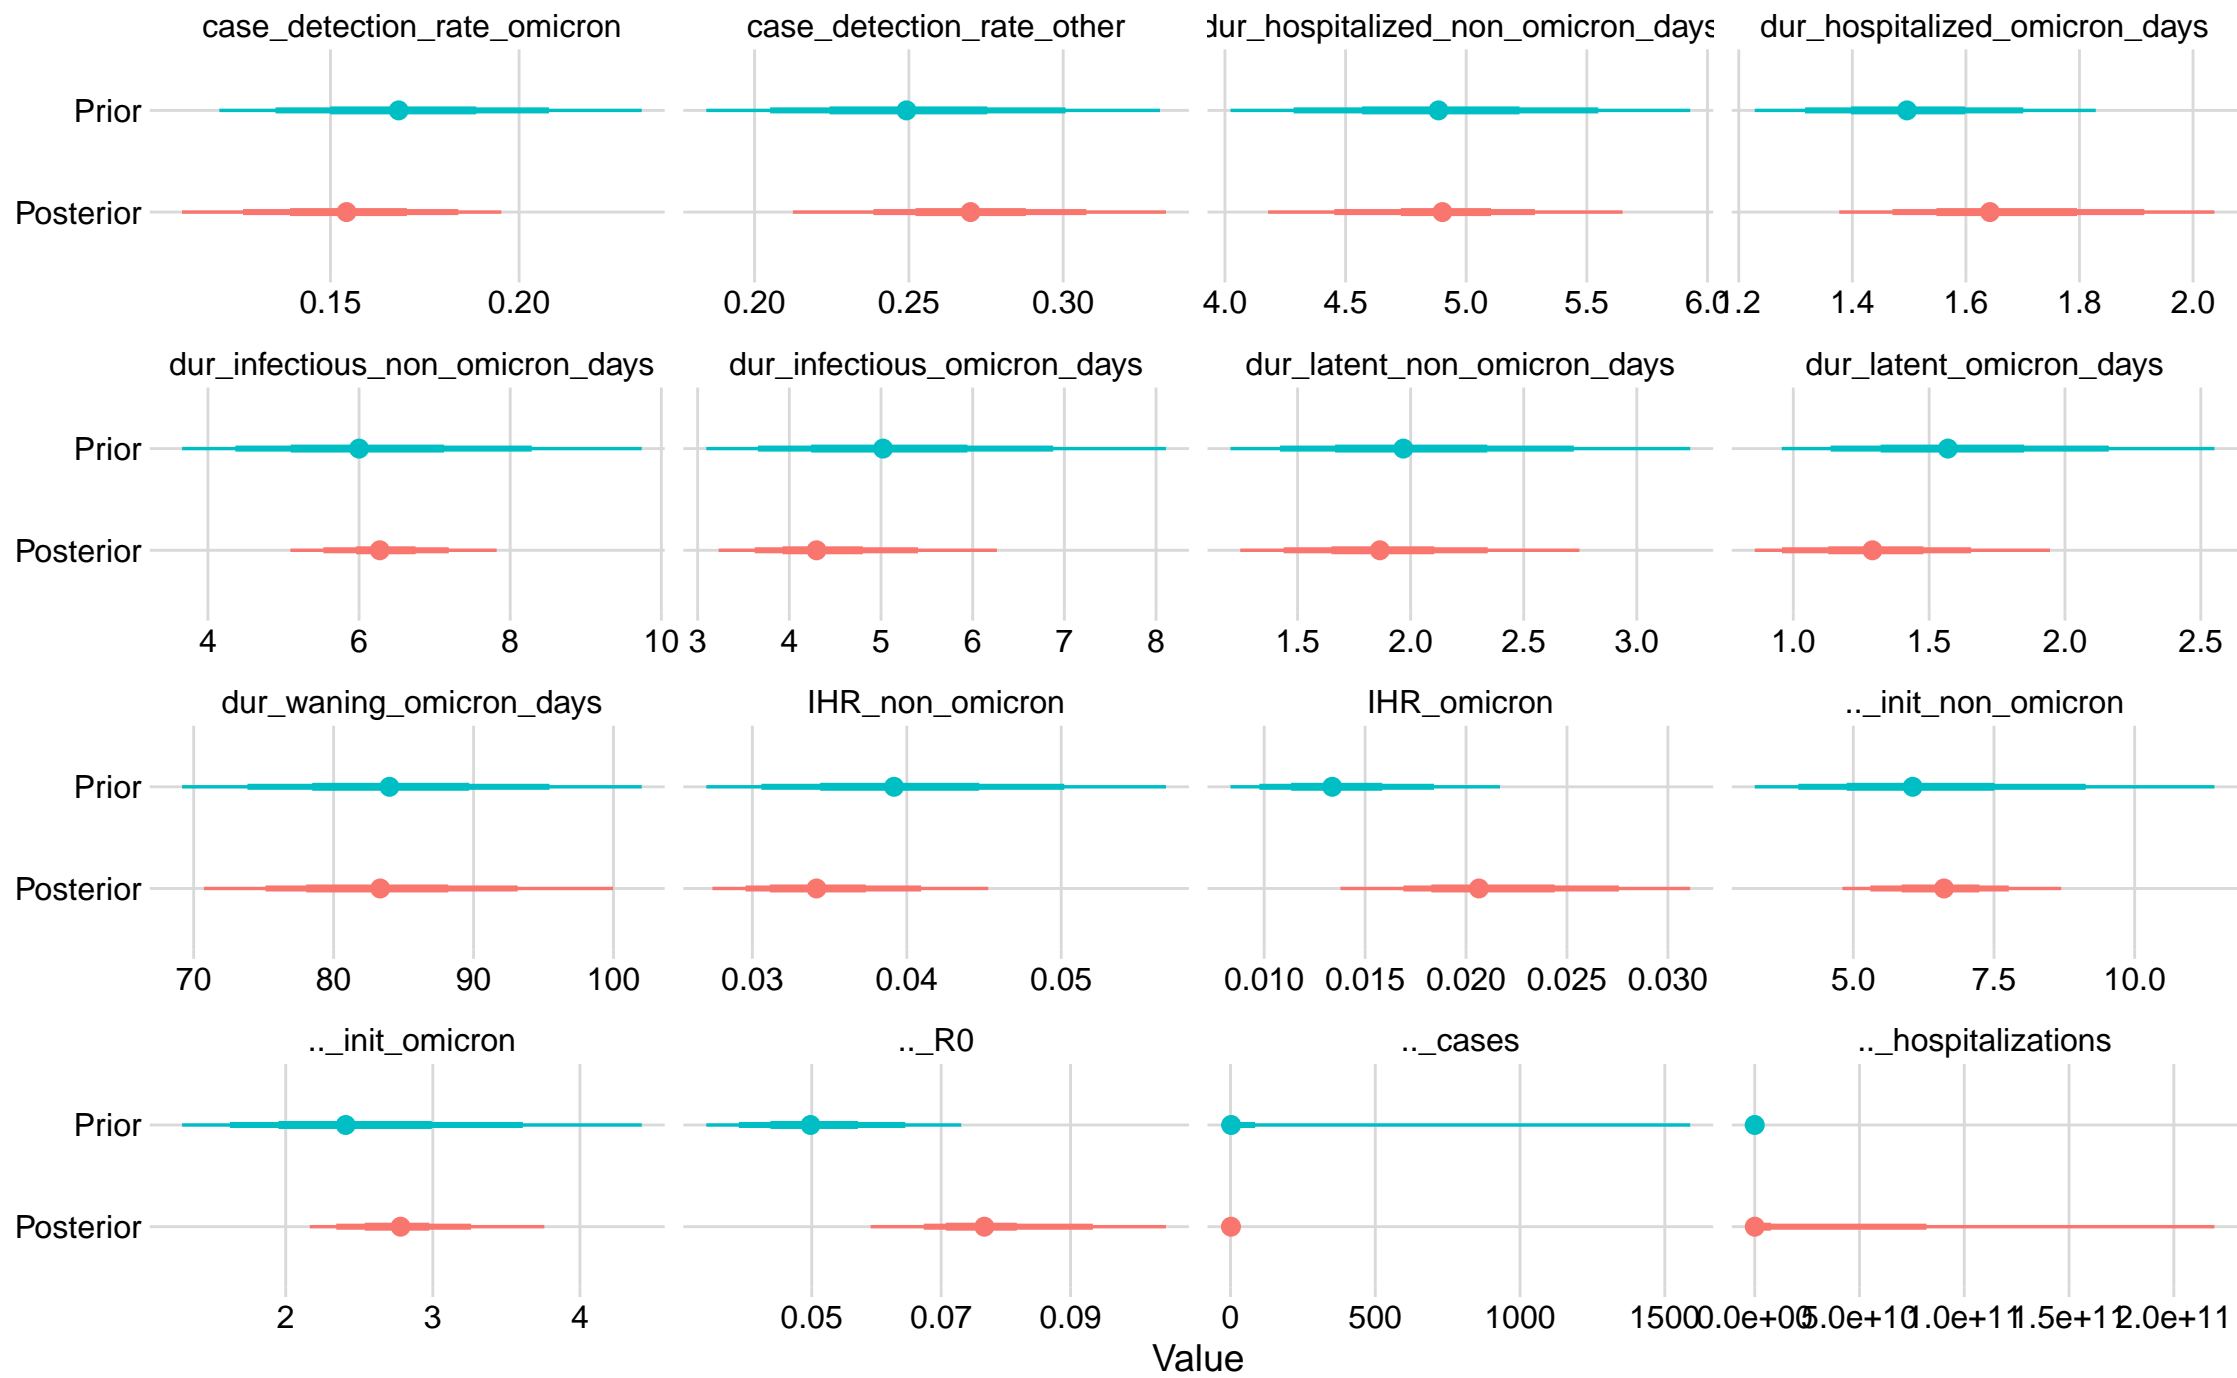 case_detection_rate_omicron case_detection_rate_other dur_hospitalized_non_omicron_days dur_hospitalized_omicron_days
Prior
Posterior
0.15 0.20 0.20 0.25 0.30 4.0 4.5 5.0 5.5 6.0 1.2 1.4 1.6 1.8 2.0
dur_infectious_non_omicron_days dur_infectious_omicron_days dur_latent_non_omicron_days dur_latent_omicron_days
Prior
Posterior
4 6 8 10 3 4 5 6 7 8 1.5 2.0 2.5 3.0 1.0 1.5 2.0 2.5
dur_waning_omicron_days IHR_non_omicron IHR_omicron .._init_non_omicron
Prior
Posterior
70 80 90 100 0.03 0.04 0.05 0.010 0.015 0.020 0.025 0.030 5.0 7.5 10.0
.._init_omicron .._R0 .._cases .._hospitalizations
Prior
Posterior
2 3 4 0.05 0.07 0.09 0 500 1000 1500 0.0e+00 5.0e+10 1.0e+11 1.5e+11 2.0e+11
Value